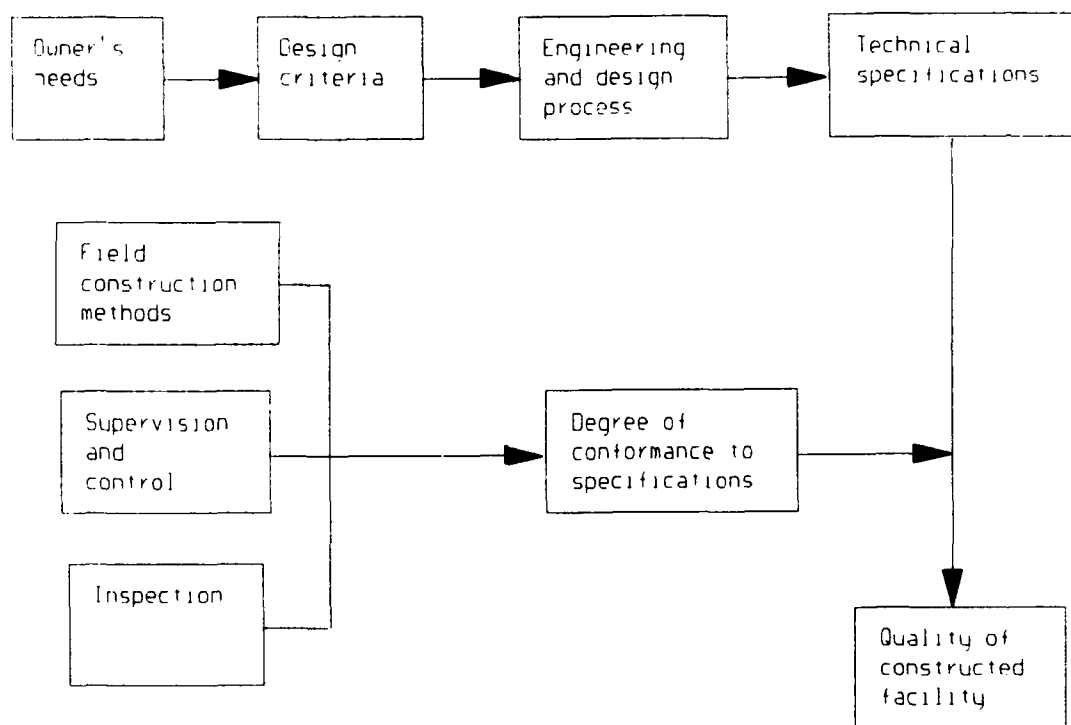 Owner's
needs
Design
criteria
Engineering
and design
process
Technical
specifications
Field
construction
methods
Supervision
and
control
Degree of
conformance to
specifications
Inspection
Quality of
constructed
facility